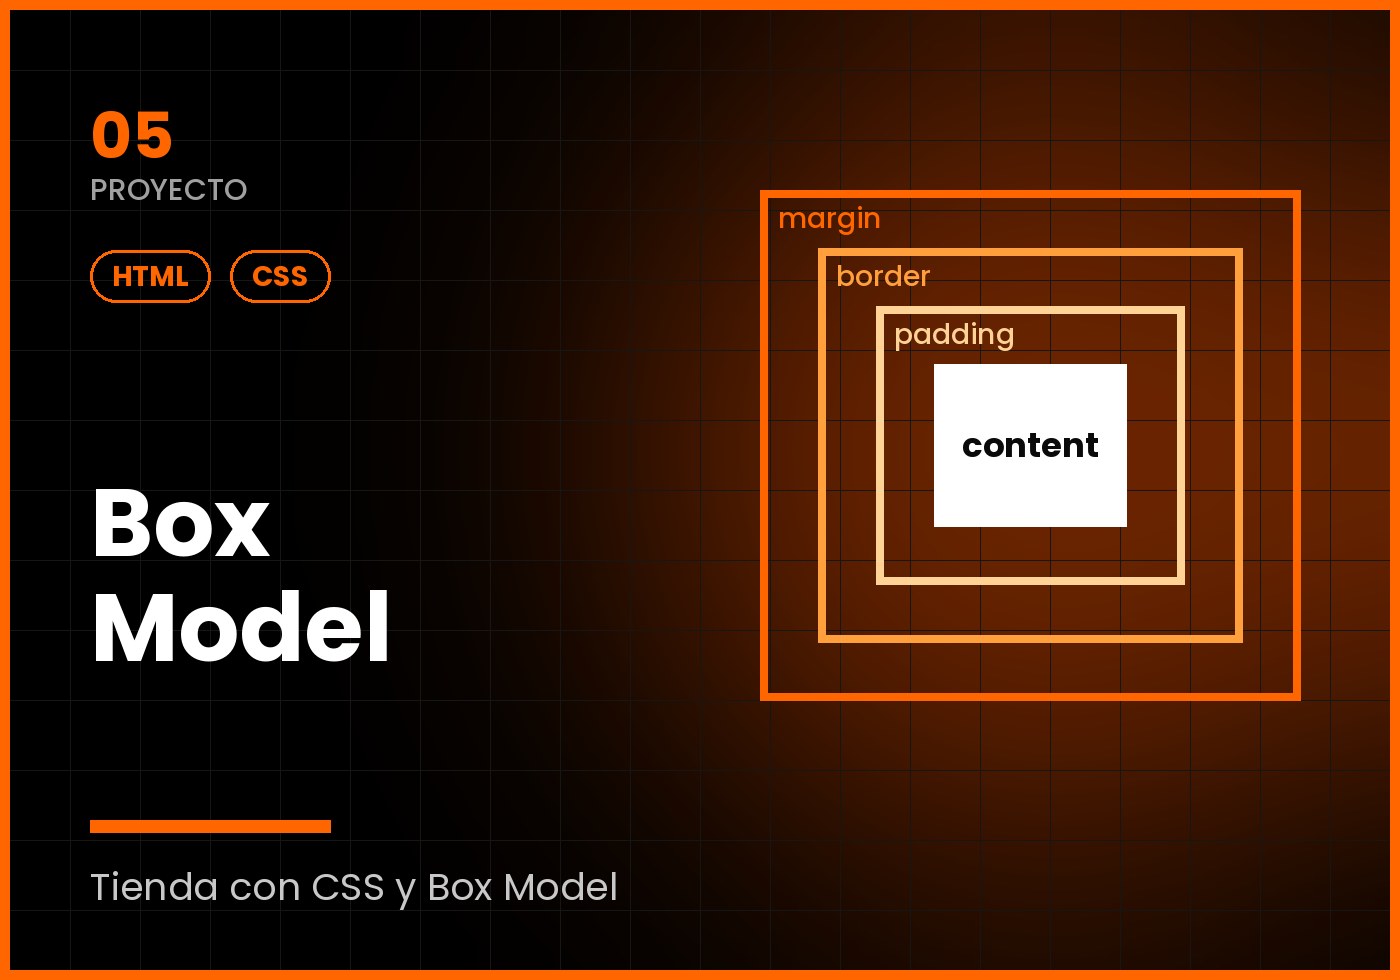 05
PROYECTO
HTML CSS
Box
Model
Tienda con CSS y Box Model
margin
border
padding
content